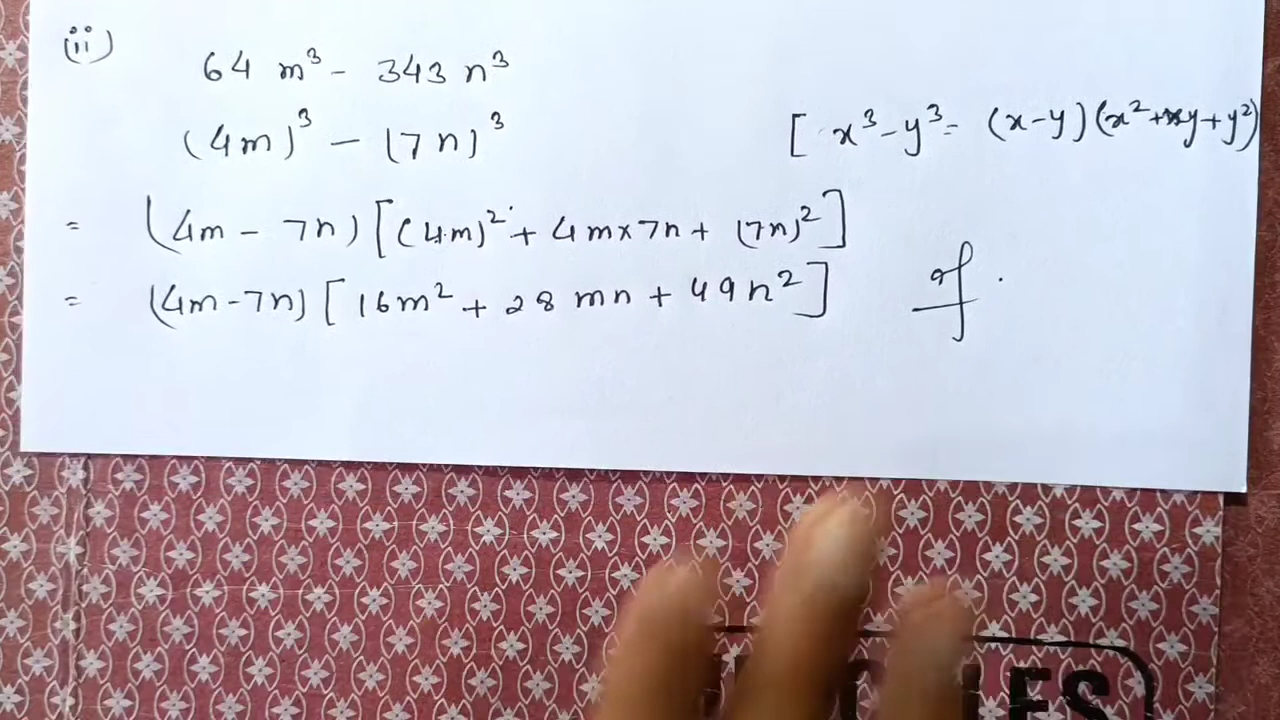 (ii)
64 m³ - 343 n³
(4m)³ - (7n)³
[ x³-y³= (x-y)(x²+xy+y²)
= (4m - 7n) [(4m)² + 4m×7n + (7n)²]
= (4m-7n) [16m² + 28 mn + 49n²]